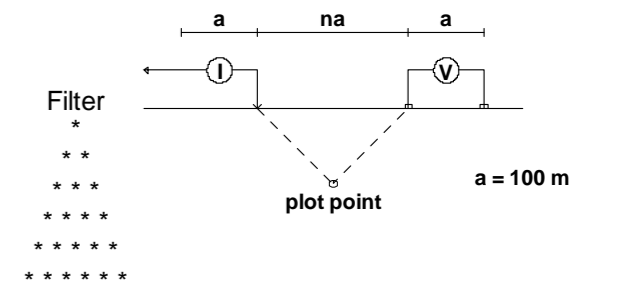 a na a
I V
Filter
*
* *
* * *
* * * *
* * * * *
* * * * * *
plot point
a = 100 m